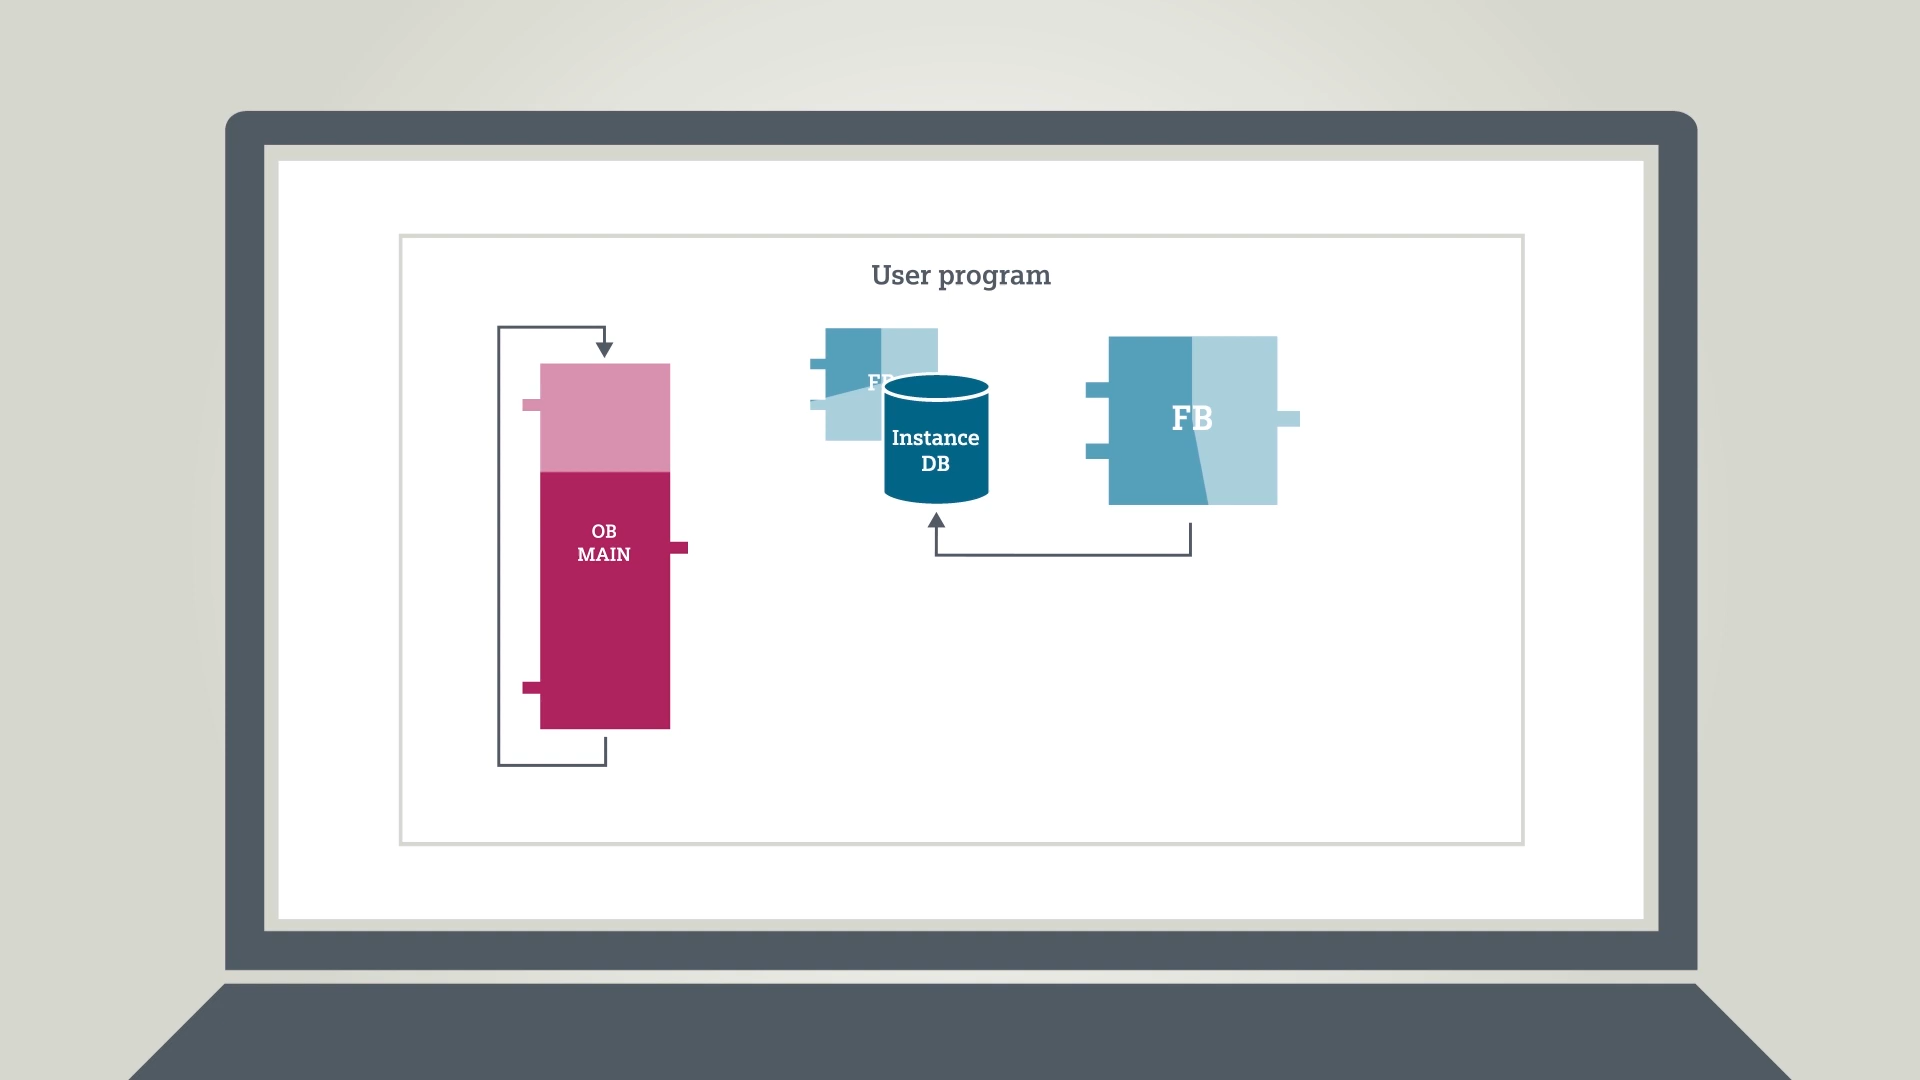 User program
OB
MAIN
Instance
DB
FB